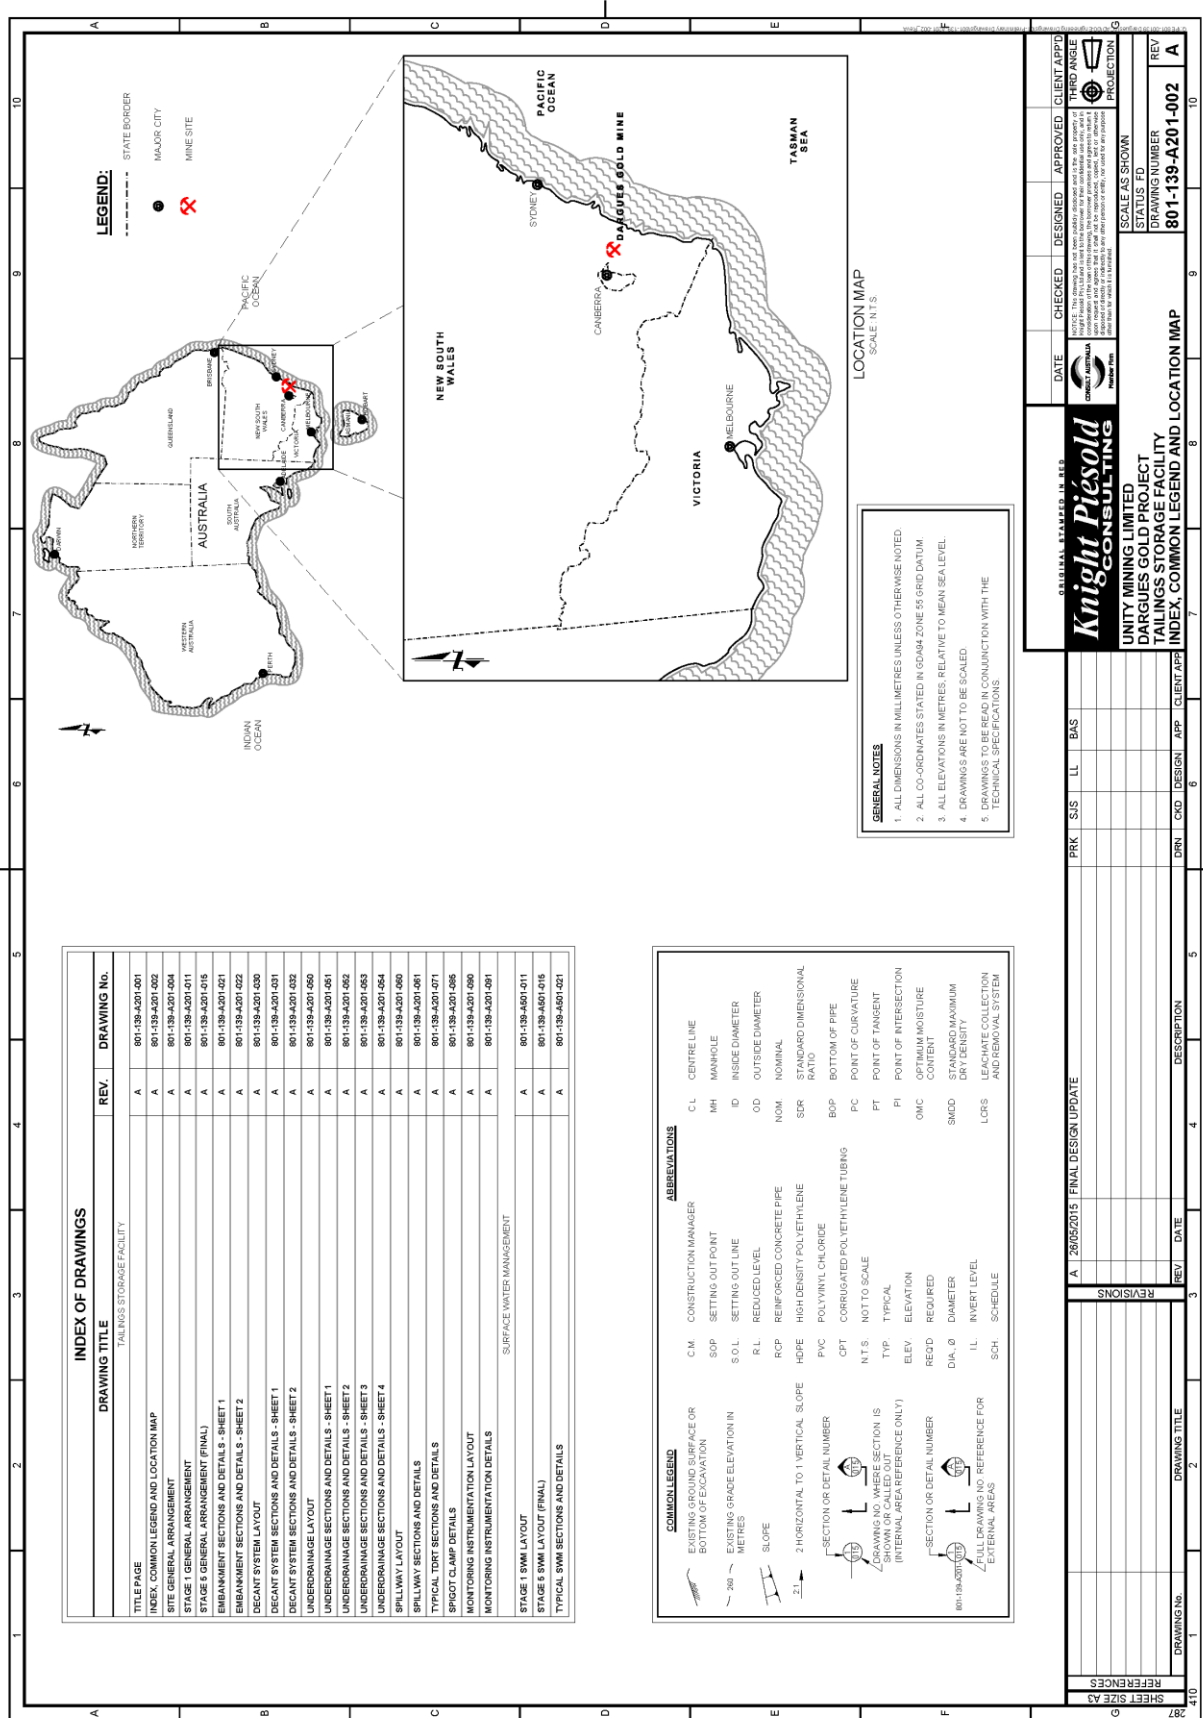 INDEX OF DRAWINGS
DRAWING TITLE REV. DRAWING No.
TAILINGS STORAGE FACILITY
TITLE PAGE A 801-139-A201-001
INDEX, COMMON LEGEND AND LOCATION MAP A 801-139-A201-002
SITE GENERAL ARRANGEMENT A 801-139-A201-004
STAGE 1 GENERAL ARRANGEMENT A 801-139-A201-011
STAGE 5 GENERAL ARRANGEMENT (FINAL) A 801-139-A201-015
EMBANKMENT SECTIONS AND DETAILS - SHEET 1 A 801-139-A201-021
EMBANKMENT SECTIONS AND DETAILS - SHEET 2 A 801-139-A201-022
DECANT SYSTEM LAYOUT A 801-139-A201-030
DECANT SYSTEM SECTIONS AND DETAILS - SHEET 1 A 801-139-A201-031
DECANT SYSTEM SECTIONS AND DETAILS - SHEET 2 A 801-139-A201-032
UNDERDRAINAGE LAYOUT A 801-139-A201-050
UNDERDRAINAGE SECTIONS AND DETAILS - SHEET 1 A 801-139-A201-051
UNDERDRAINAGE SECTIONS AND DETAILS - SHEET 2 A 801-139-A201-052
UNDERDRAINAGE SECTIONS AND DETAILS - SHEET 3 A 801-139-A201-053
UNDERDRAINAGE SECTIONS AND DETAILS - SHEET 4 A 801-139-A201-054
SPILLWAY LAYOUT A 801-139-A201-060
SPILLWAY SECTIONS AND DETAILS A 801-139-A201-061
TYPICAL TDRT SECTIONS AND DETAILS A 801-139-A201-071
SPIGOT CLAMP DETAILS A 801-139-A201-085
MONITORING INSTRUMENTATION LAYOUT A 801-139-A201-090
MONITORING INSTRUMENTATION DETAILS A 801-139-A201-091
SURFACE WATER MANAGEMENT
STAGE 1 SWM LAYOUT A 801-139-A501-011
STAGE 5 SWM LAYOUT (FINAL) A 801-139-A501-015
TYPICAL SWM SECTIONS AND DETAILS A 801-139-A501-021
COMMON LEGEND
EXISTING GROUND SURFACE OR
BOTTOM OF EXCAVATION
260
EXISTING GRADE ELEVATION IN
METRES
SLOPE
2.1
2 HORIZONTAL TO 1 VERTICAL SLOPE
SECTION OR DETAIL NUMBER
DRAWING NO. WHERE SECTION IS
SHOWN OR CALLED OUT
(INTERNAL AREA REFERENCE ONLY)
SECTION OR DETAIL NUMBER
801-139-A201-015
FULL DRAWING NO. REFERENCE FOR
EXTERNAL AREAS
ABBREVIATIONS
C.M. CONSTRUCTION MANAGER
SOP SETTING OUT POINT
S.O.L. SETTING OUT LINE
R.L. REDUCED LEVEL
RCP REINFORCED CONCRETE PIPE
HDPE HIGH DENSITY POLYETHYLENE
PVC POLYVINYL CHLORIDE
CPT CORRUGATED POLYETHYLENE TUBING
N.T.S. NOT TO SCALE
TYP. TYPICAL
ELEV. ELEVATION
REQ'D REQUIRED
DIA., Ø DIAMETER
I.L. INVERT LEVEL
SCH. SCHEDULE
C.L. CENTRE LINE
MH MANHOLE
ID INSIDE DIAMETER
OD OUTSIDE DIAMETER
NOM. NOMINAL
SDR STANDARD DIMENSIONAL
RATIO
BOP BOTTOM OF PIPE
PC POINT OF CURVATURE
PT POINT OF TANGENT
PI POINT OF INTERSECTION
OMC OPTIMUM MOISTURE
CONTENT
SMDD STANDARD MAXIMUM
DRY DENSITY
LCRS LEACHATE COLLECTION
AND REMOVAL SYSTEM
LEGEND:
STATE BORDER
MAJOR CITY
MINE SITE
INDIAN
OCEAN
PACIFIC
OCEAN
AUSTRALIA
WESTERN
AUSTRALIA
NORTHERN
TERRITORY
SOUTH
AUSTRALIA
QUEENSLAND
NEW SOUTH
WALES
VICTORIA
PERTH
DARWIN
BRISBANE
CANBERRA
NEW SOUTH
WALES
VICTORIA
MELBOURNE
CANBERRA
SYDNEY
DARGUES GOLD MINE
PACIFIC
OCEAN
TASMAN
SEA
LOCATION MAP
SCALE : N.T.S.
GENERAL NOTES
1. ALL DIMENSIONS IN MILLIMETRES UNLESS OTHERWISE NOTED.
2. ALL CO-ORDINATES STATED IN GDA94 ZONE 55 GRID DATUM.
3. ALL ELEVATIONS IN METRES, RELATIVE TO MEAN SEA LEVEL.
4. DRAWINGS ARE NOT TO BE SCALED.
5. DRAWINGS TO BE READ IN CONJUNCTION WITH THE
TECHNICAL SPECIFICATIONS.
ORIGINAL STAMPED IN RED
Knight Piésold
CONSULTING
CONSULT AUSTRALIA
Member Firm
DATE CHECKED DESIGNED APPROVED CLIENT APP'D
THIRD ANGLE
PROJECTION
UNITY MINING LIMITED
DARGUES GOLD PROJECT
TAILINGS STORAGE FACILITY
INDEX, COMMON LEGEND AND LOCATION MAP
SCALE AS SHOWN
STATUS FD
DRAWING NUMBER
801-139-A201-002
REV
A
A 26/05/2015 FINAL DESIGN UPDATE PRK SJS LL BAS
REV DATE DESCRIPTION DRN CKD DESIGN APP CLIENT APP
REVISIONS
DRAWING No. DRAWING TITLE
REFERENCES
SHEET SIZE A3